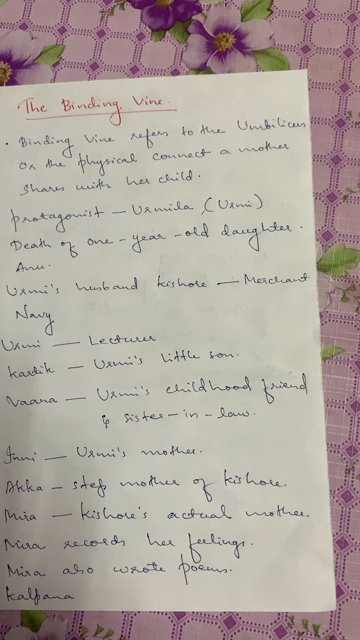 The Binding Vine.
. Binding Vine refers to the Umbilicus
Or the physical connect a mother
shares with her child.
protagonist — Urmila (Urmi)
Death of one-year-old daughter.
Anu.
Urmi's husband kishore — Merchant
Navy
Urmi — Lecturer
Kartik — Urmi's little son.
Vaana — Urmi's childhood friend
& sister-in-law.
Inni — Urmi's mother.
Akka — step mother of kishore.
Mira — Kishore's actual mother.
Mira records her feelings.
Mira also wrote poems.
Kalpana